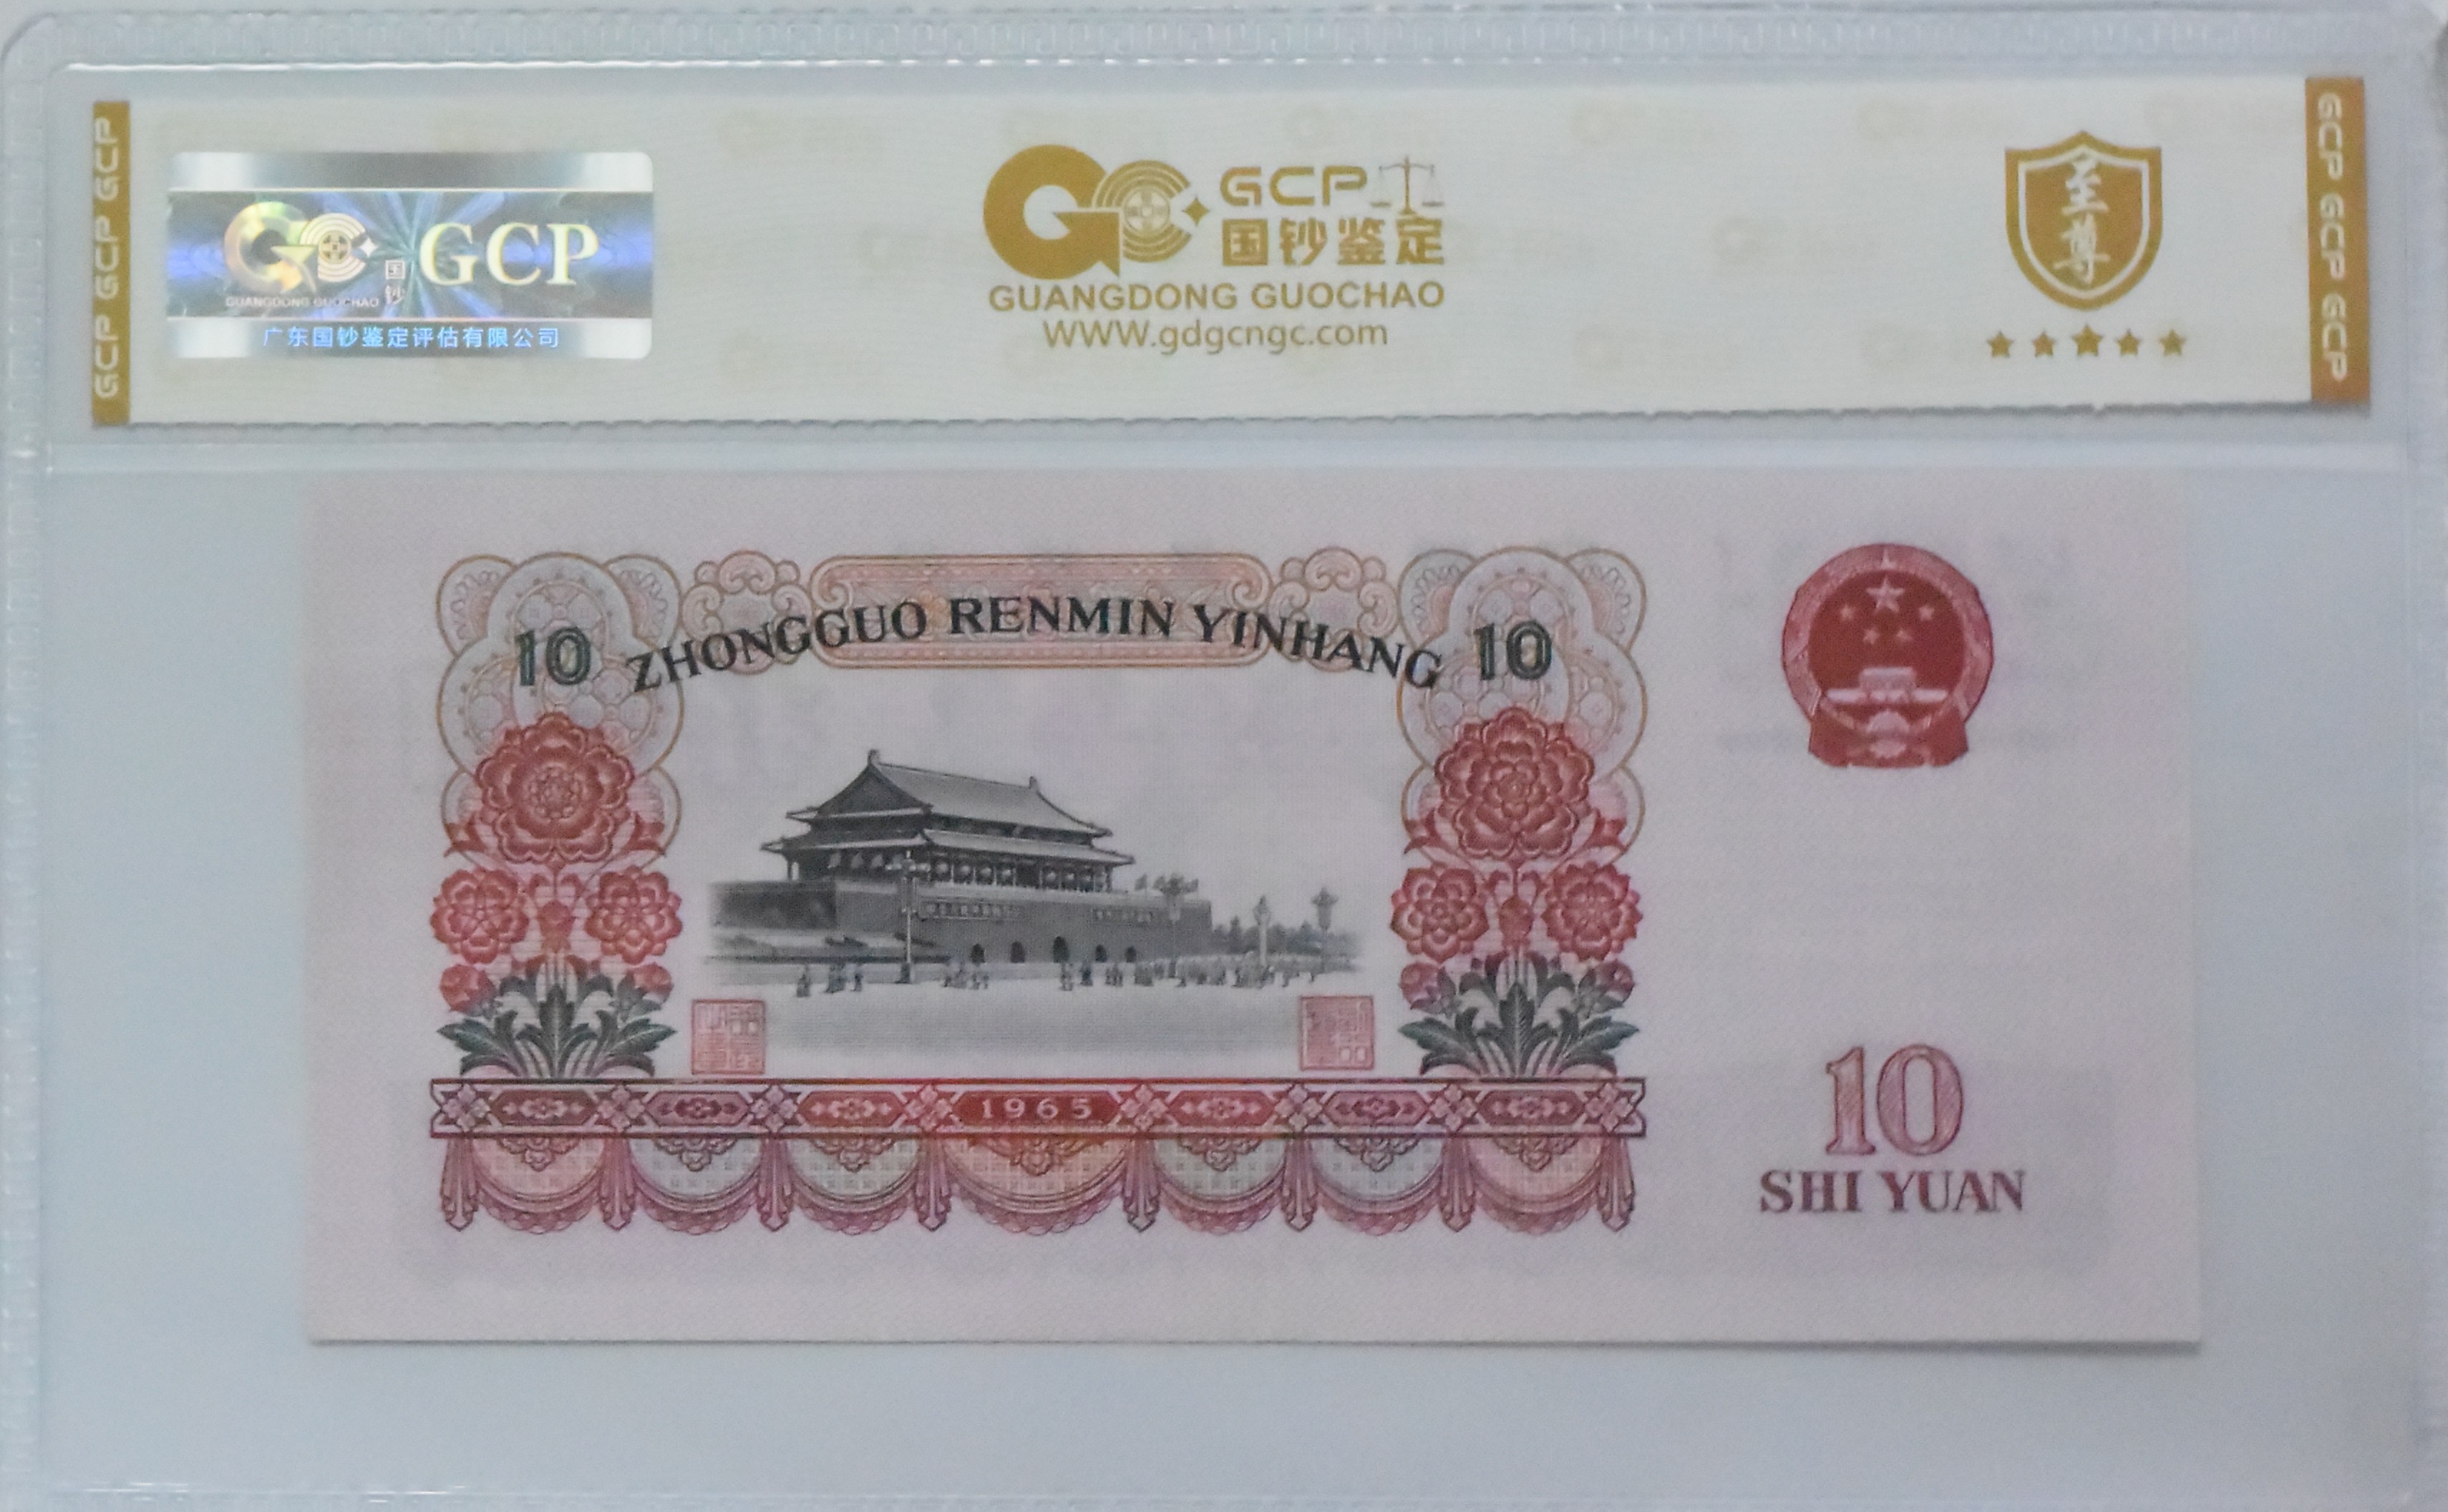 GCP GCP GCP
国钞
GCP
GUANGDONG GUOCHAO
广东国钞鉴定评估有限公司
GCP
国钞鉴定
GUANGDONG GUOCHAO
WWW.gdgcngc.com
至尊
GCP GCP GCP
10 ZHONGGUO RENMIN YINHANG 10
1965
10
SHI YUAN